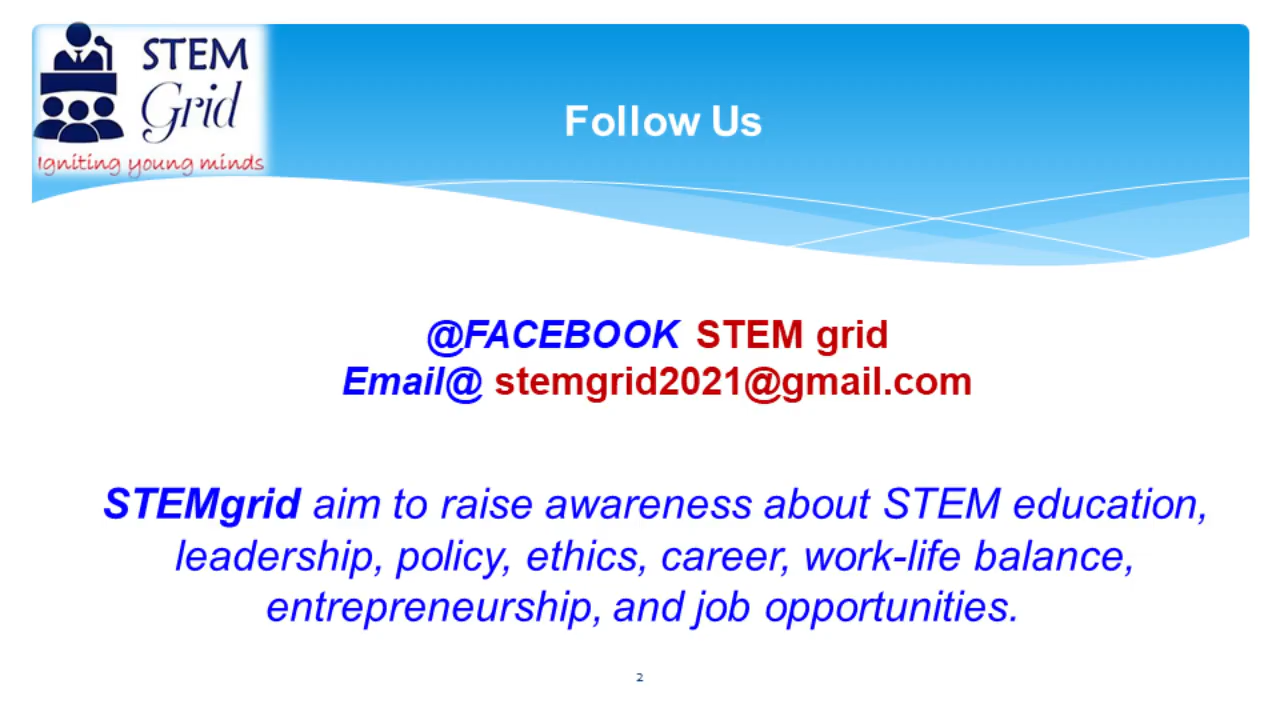 STEM
Grid
Igniting young minds
Follow Us
@FACEBOOK STEM grid
Email@ stemgrid2021@gmail.com
STEMgrid aim to raise awareness about STEM education,
leadership, policy, ethics, career, work-life balance,
entrepreneurship, and job opportunities.
2